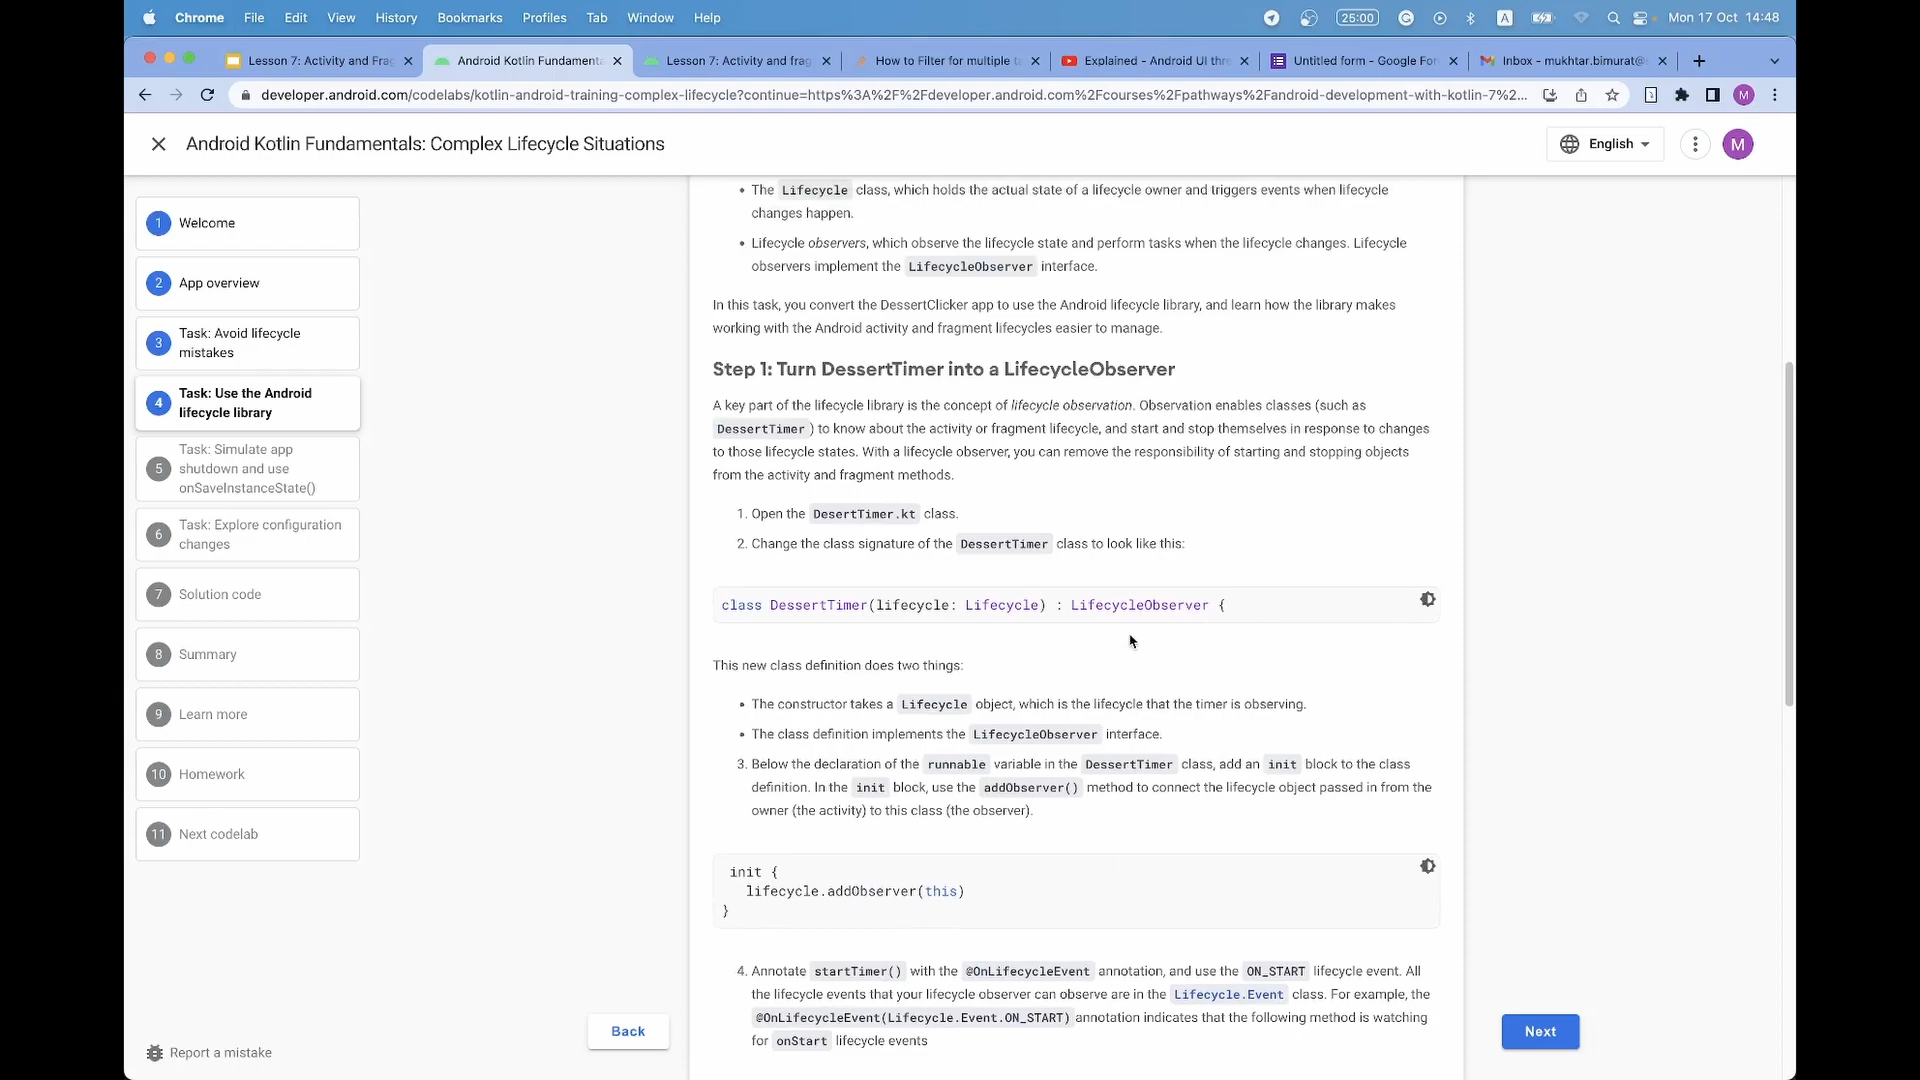 Chrome File Edit View History Bookmarks Profiles Tab Window Help 25:00 A Mon 17 Oct 14:48
Lesson 7: Activity and Frag Android Kotlin Fundamenta Lesson 7: Activity and frag How to Filter for multiple Explained - Android UI thre Untitled form - Google For Inbox - mukhtar.bimurat@
developer.android.com/codelabs/kotlin-android-training-complex-lifecycle?continue=https%3A%2F%2Fdeveloper.android.com%2Fcourses%2Fpathways%2Fandroid-development-with-kotlin-7%2... M
Android Kotlin Fundamentals: Complex Lifecycle Situations English M
1 Welcome
2 App overview
3 Task: Avoid lifecycle
mistakes
4 Task: Use the Android
lifecycle library
5 Task: Simulate app
shutdown and use
onSaveInstanceState()
6 Task: Explore configuration
changes
7 Solution code
8 Summary
9 Learn more
10 Homework
11 Next codelab
Report a mistake
• The Lifecycle class, which holds the actual state of a lifecycle owner and triggers events when lifecycle
changes happen.
• Lifecycle observers, which observe the lifecycle state and perform tasks when the lifecycle changes. Lifecycle
observers implement the LifecycleObserver interface.
In this task, you convert the DessertClicker app to use the Android lifecycle library, and learn how the library makes
working with the Android activity and fragment lifecycles easier to manage.
Step 1: Turn DessertTimer into a LifecycleObserver
A key part of the lifecycle library is the concept of lifecycle observation. Observation enables classes (such as
DessertTimer ) to know about the activity or fragment lifecycle, and start and stop themselves in response to changes
to those lifecycle states. With a lifecycle observer, you can remove the responsibility of starting and stopping objects
from the activity and fragment methods.
1. Open the DesertTimer.kt class.
2. Change the class signature of the DessertTimer class to look like this:
class DessertTimer(lifecycle: Lifecycle) : LifecycleObserver {
This new class definition does two things:
• The constructor takes a Lifecycle object, which is the lifecycle that the timer is observing.
• The class definition implements the LifecycleObserver interface.
3. Below the declaration of the runnable variable in the DessertTimer class, add an init block to the class
definition. In the init block, use the addObserver() method to connect the lifecycle object passed in from the
owner (the activity) to this class (the observer).
init {
lifecycle.addObserver(this)
}
4. Annotate startTimer() with the @OnLifecycleEvent annotation, and use the ON_START lifecycle event. All
the lifecycle events that your lifecycle observer can observe are in the Lifecycle.Event class. For example, the
@OnLifecycleEvent(Lifecycle.Event.ON_START) annotation indicates that the following method is watching
for onStart lifecycle events
Back Next